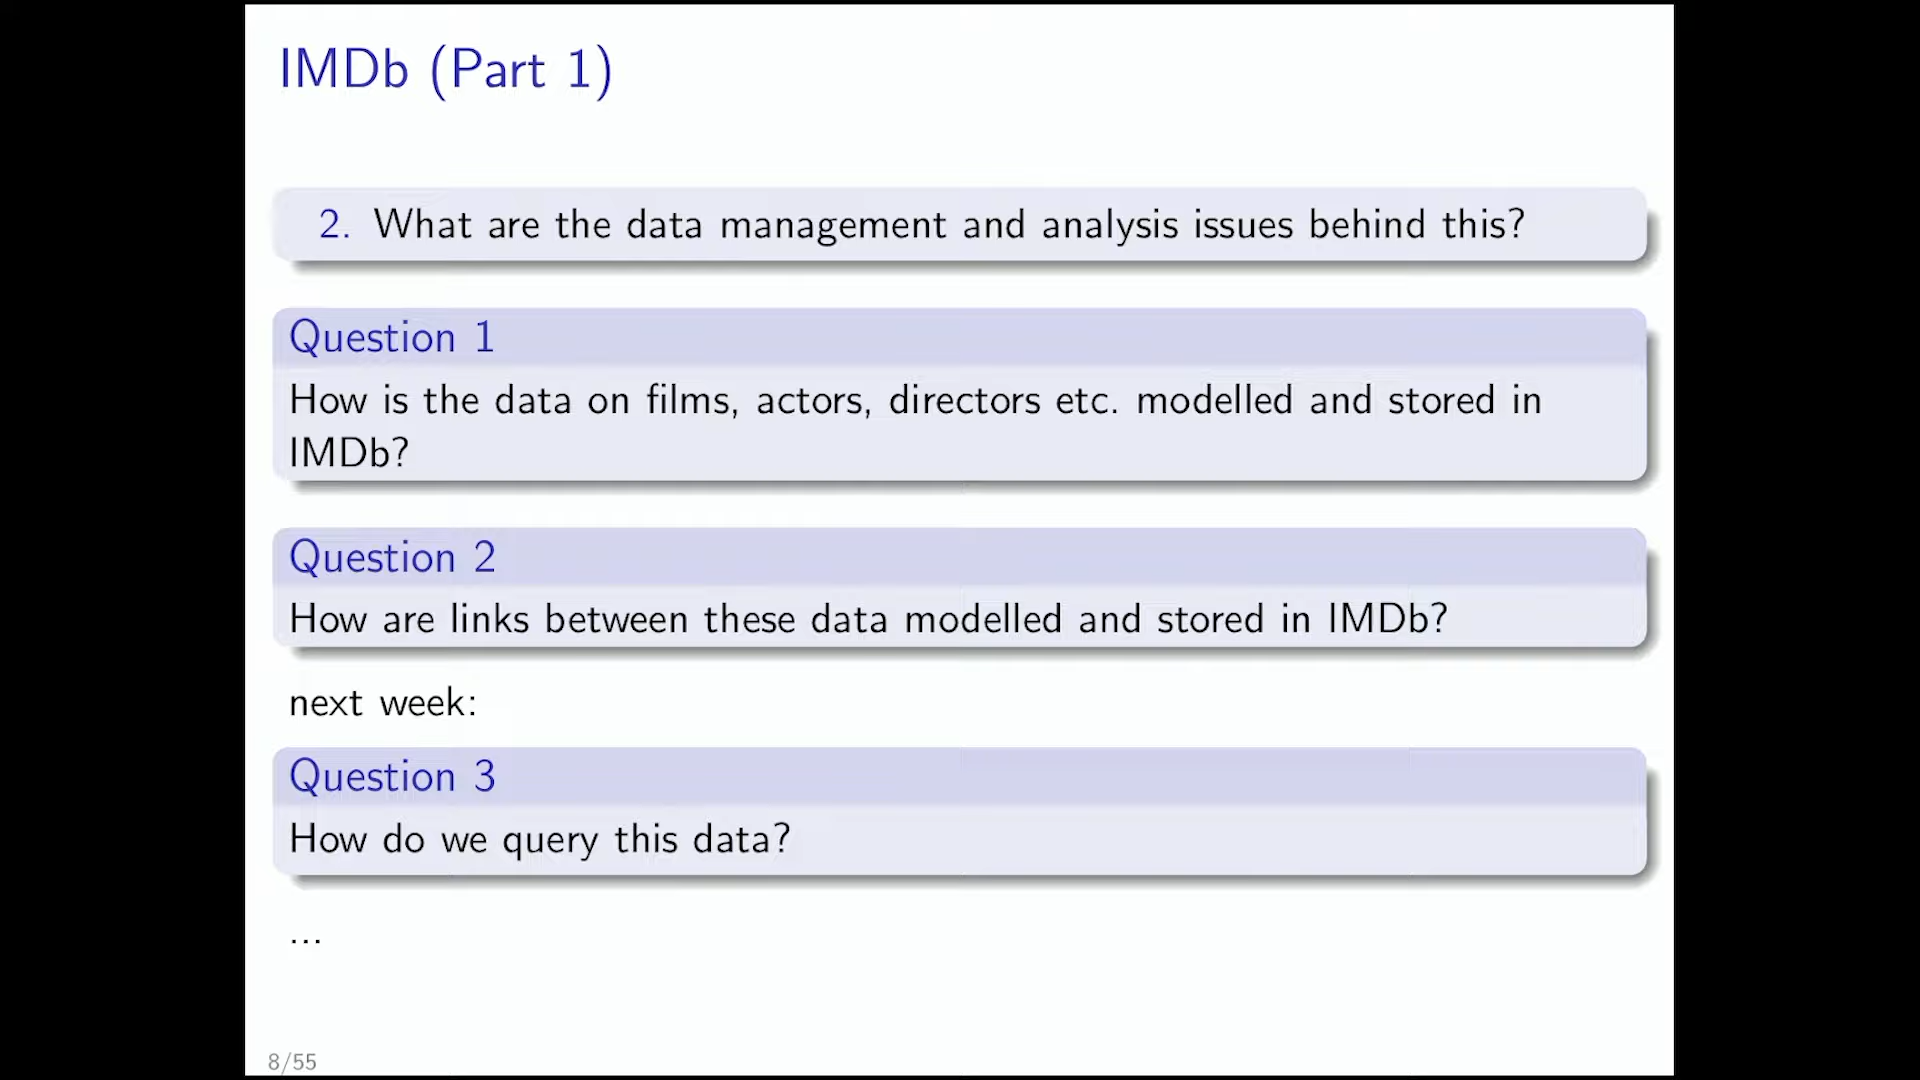 IMDb (Part 1)
2. What are the data management and analysis issues behind this?
Question 1
How is the data on films, actors, directors etc. modelled and stored in
IMDb?
Question 2
How are links between these data modelled and stored in IMDb?
next week:
Question 3
How do we query this data?
...
8/55